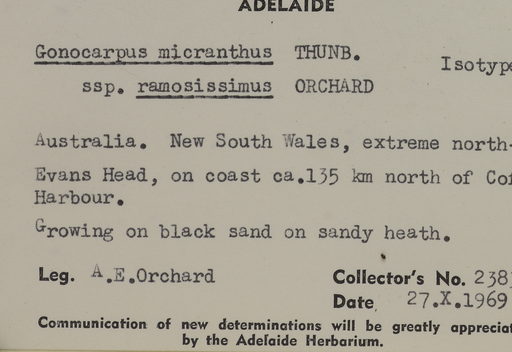 ADELAIDE
Gonocarpus micranthus THUNB.
Isotype
ssp. ramosissimus ORCHARD
Australia. New South Wales, extreme north-
Evans Head, on coast ca.135 km north of Cof
Harbour.
Growing on black sand on sandy heath.
Leg. A.E.Orchard Collector's No. 238
Date 27.X.1969
Communication of new determinations will be greatly appreciat
by the Adelaide Herbarium.